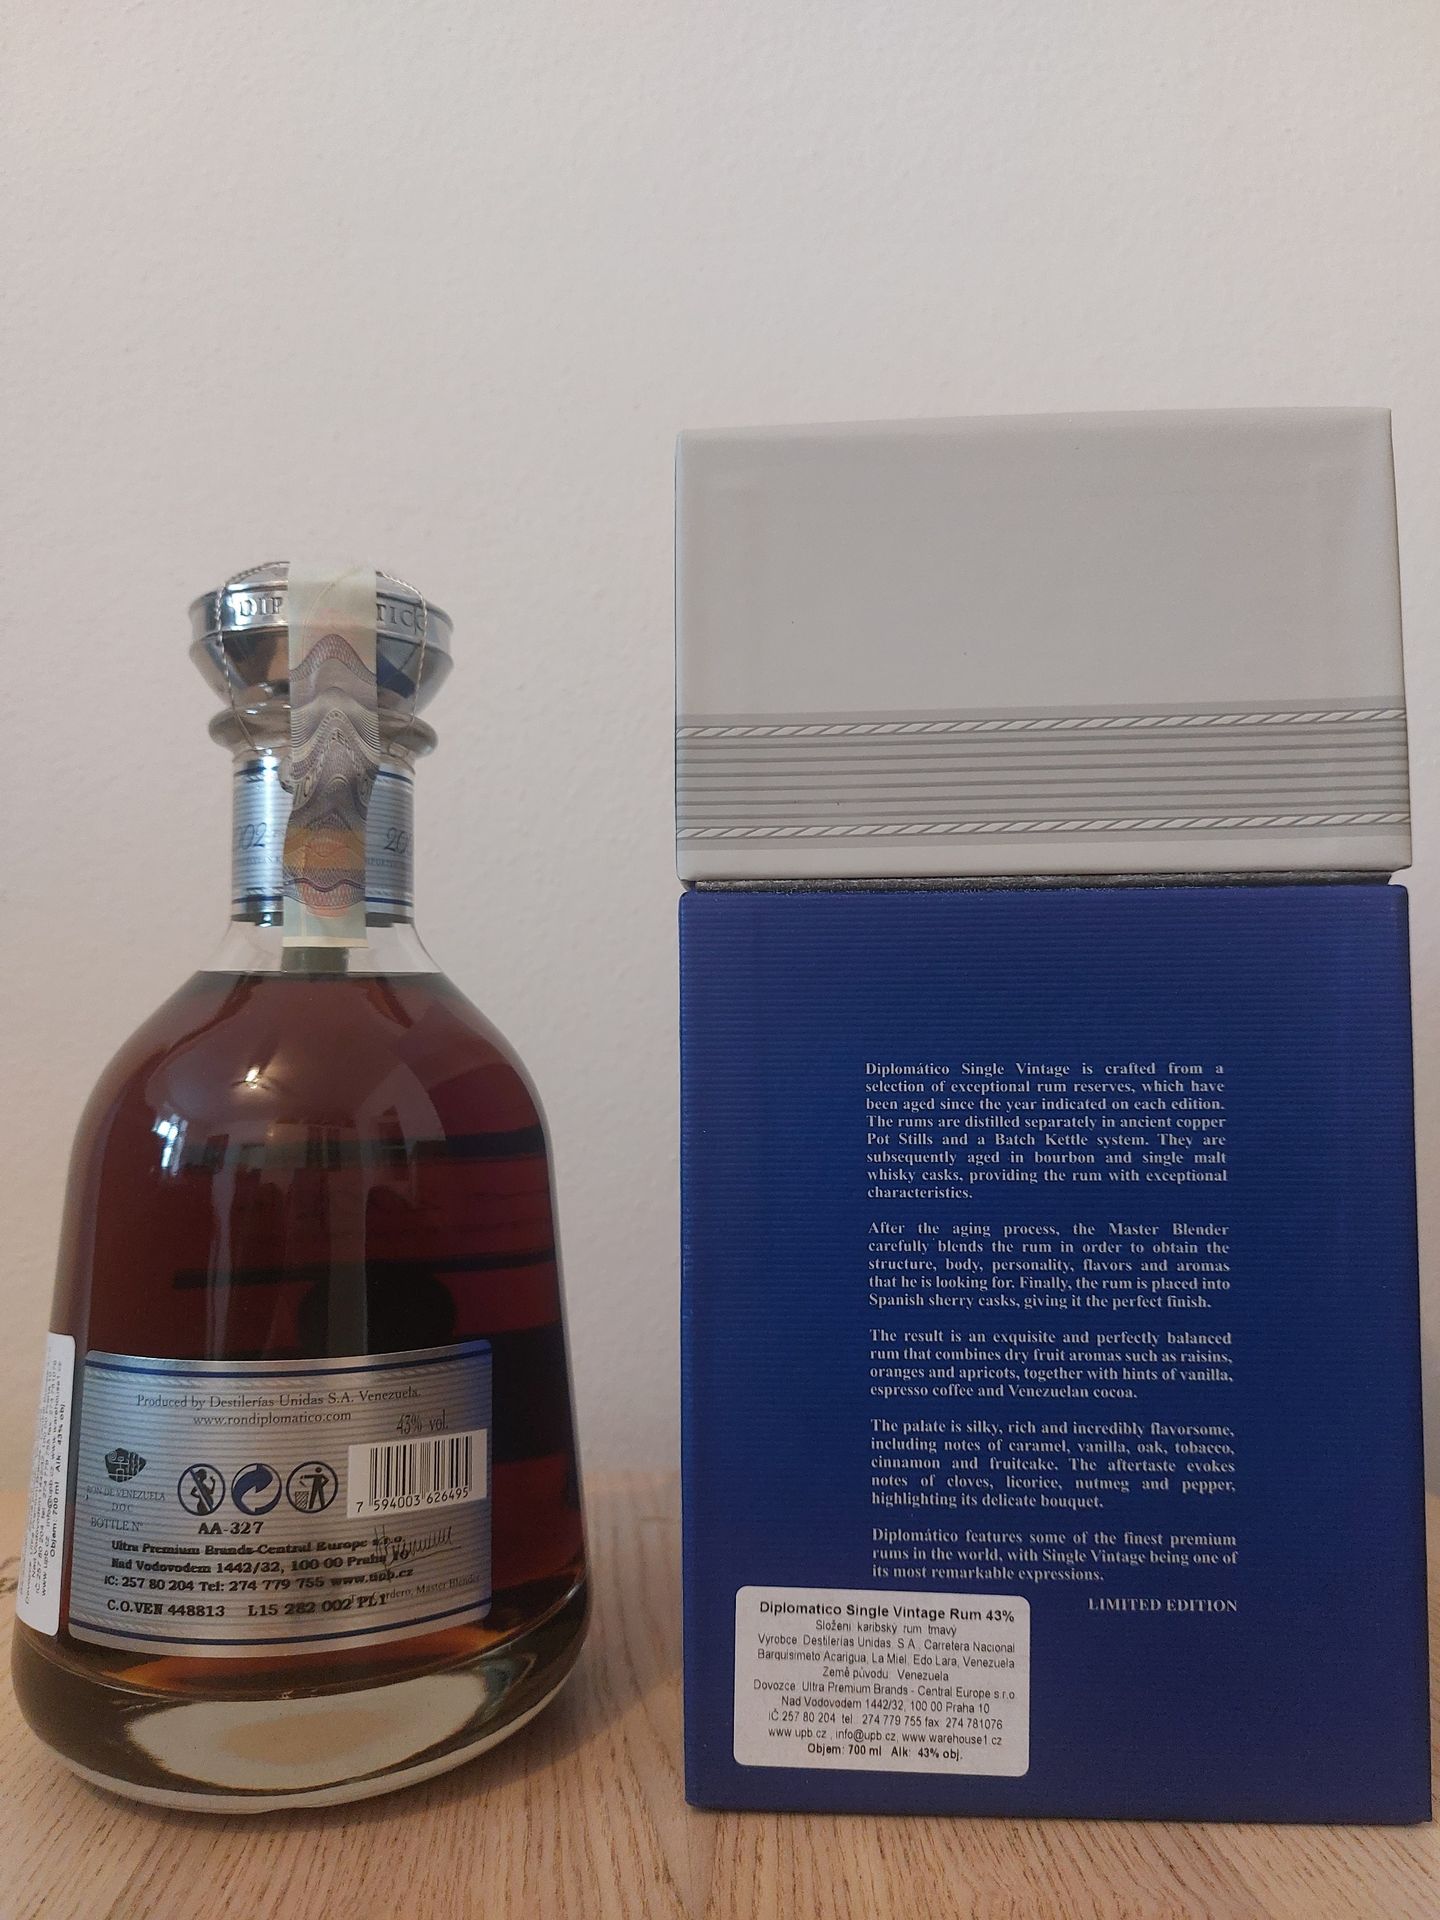 DIP
TICO
02
Produced by Destilerías Unidas S.A. Venezuela.
www.rondiplomatico.com
43% vol.
RON DE VENEZUELA
D.O.C
7 594003 626495
BOTTLE Nº
AA-327
Ultra Premium Brands-Central Europe s.r.o.
Nad Vodovodem 1442/32, 100 00 Praha 10
IC: 257 80 204 Tel: 274 779 755 www.upb.cz
Cordero, Master Blender
C.O.VEN 448813 L15 282 002 PL1
Objem: 700 ml Alk: 43% obj.
Diplomático Single Vintage is crafted from a
selection of exceptional rum reserves, which have
been aged since the year indicated on each edition.
The rums are distilled separately in ancient copper
Pot Stills and a Batch Kettle system. They are
subsequently aged in bourbon and single malt
whisky casks, providing the rum with exceptional
characteristics.
After the aging process, the Master Blender
carefully blends the rum in order to obtain the
structure, body, personality, flavors and aromas
that he is looking for. Finally, the rum is placed into
Spanish sherry casks, giving it the perfect finish.
The result is an exquisite and perfectly balanced
rum that combines dry fruit aromas such as raisins,
oranges and apricots, together with hints of vanilla,
espresso coffee and Venezuelan cocoa.
The palate is silky, rich and incredibly flavorsome,
including notes of caramel, vanilla, oak, tobacco,
cinnamon and fruitcake. The aftertaste evokes
notes of cloves, licorice, nutmeg and pepper,
highlighting its delicate bouquet.
Diplomático features some of the finest premium
rums in the world, with Single Vintage being one of
its most remarkable expressions.
LIMITED EDITION
Diplomatico Single Vintage Rum 43%
Složení: karibský rum tmavý
Výrobce: Destilerías Unidas, S.A., Carretera Nacional
Barquisimeto Acarigua, La Miel, Edo Lara, Venezuela
Země původu: Venezuela
Dovozce: Ultra Premium Brands - Central Europe s.r.o.
Nad Vodovodem 1442/32, 100 00 Praha 10
IČ 257 80 204 tel: 274 779 755 fax: 274 781076
www.upb.cz , info@upb.cz, www.warehouse1.cz
Objem: 700 ml Alk: 43% obj.